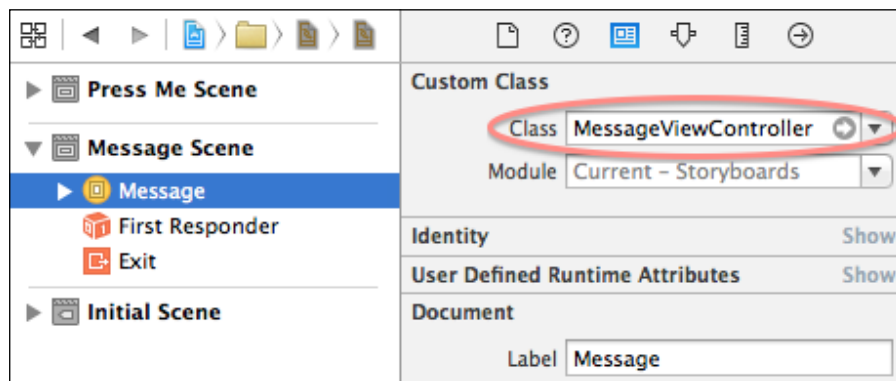 Press Me Scene
Message Scene
Message
First Responder
Exit
Initial Scene
Custom Class
Class MessageViewController
Module Current - Storyboards
Identity Show
User Defined Runtime Attributes Show
Document
Label Message